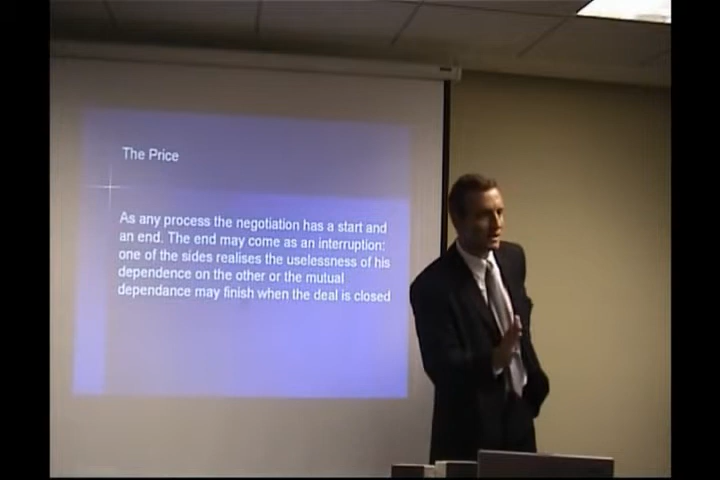 The Price
As any process the negotiation has a start and
an end. The end may come as an interruption:
one of the sides realises the uselessness of his
dependence on the other or the mutual
dependance may finish when the deal is closed